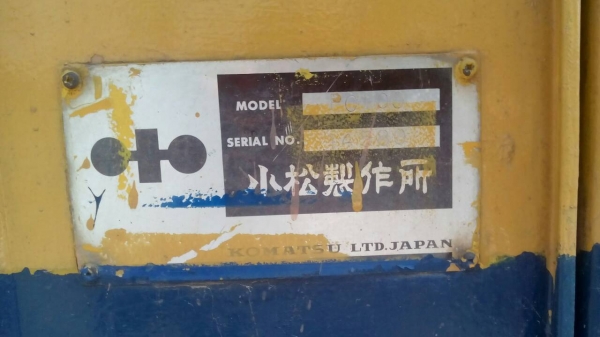 MODEL
SERIAL NO.
小松製作所
KOMATSU LTD.JAPAN